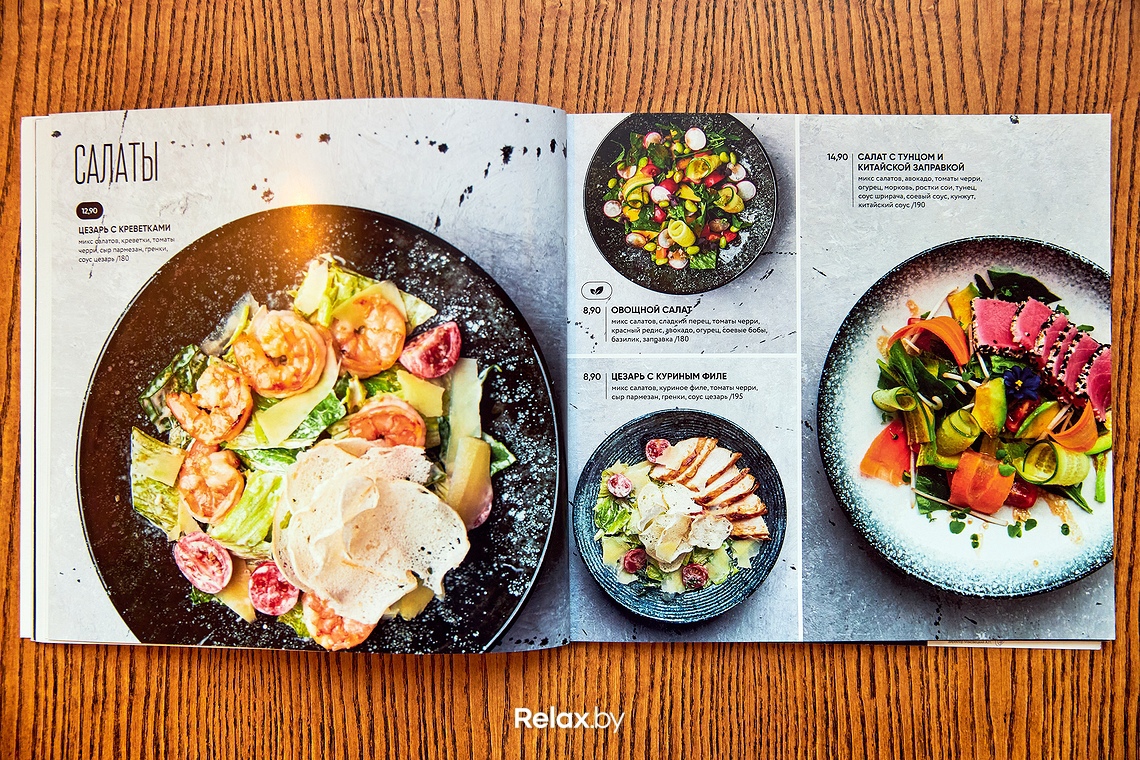 САЛАТЫ
12,90
ЦЕЗАРЬ С КРЕВЕТКАМИ
микс салатов, креветки, томаты
черри, сыр пармезан, гренки,
соус цезарь /180
8,90 ОВОЩНОЙ САЛАТ
микс салатов, сладкий перец, томаты черри,
красный редис, авокадо, огурец, соевые бобы,
базилик, заправка /180
8,90 ЦЕЗАРЬ С КУРИНЫМ ФИЛЕ
микс салатов, куриное филе, томаты черри,
сыр пармезан, гренки, соус цезарь /195
14,90 САЛАТ С ТУНЦОМ И
КИТАЙСКОЙ ЗАПРАВКОЙ
микс салатов, авокадо, томаты черри,
огурец, морковь, ростки сои, тунец,
соус шрирача, соевый соус, кунжут,
китайский соус /190
Relax.by